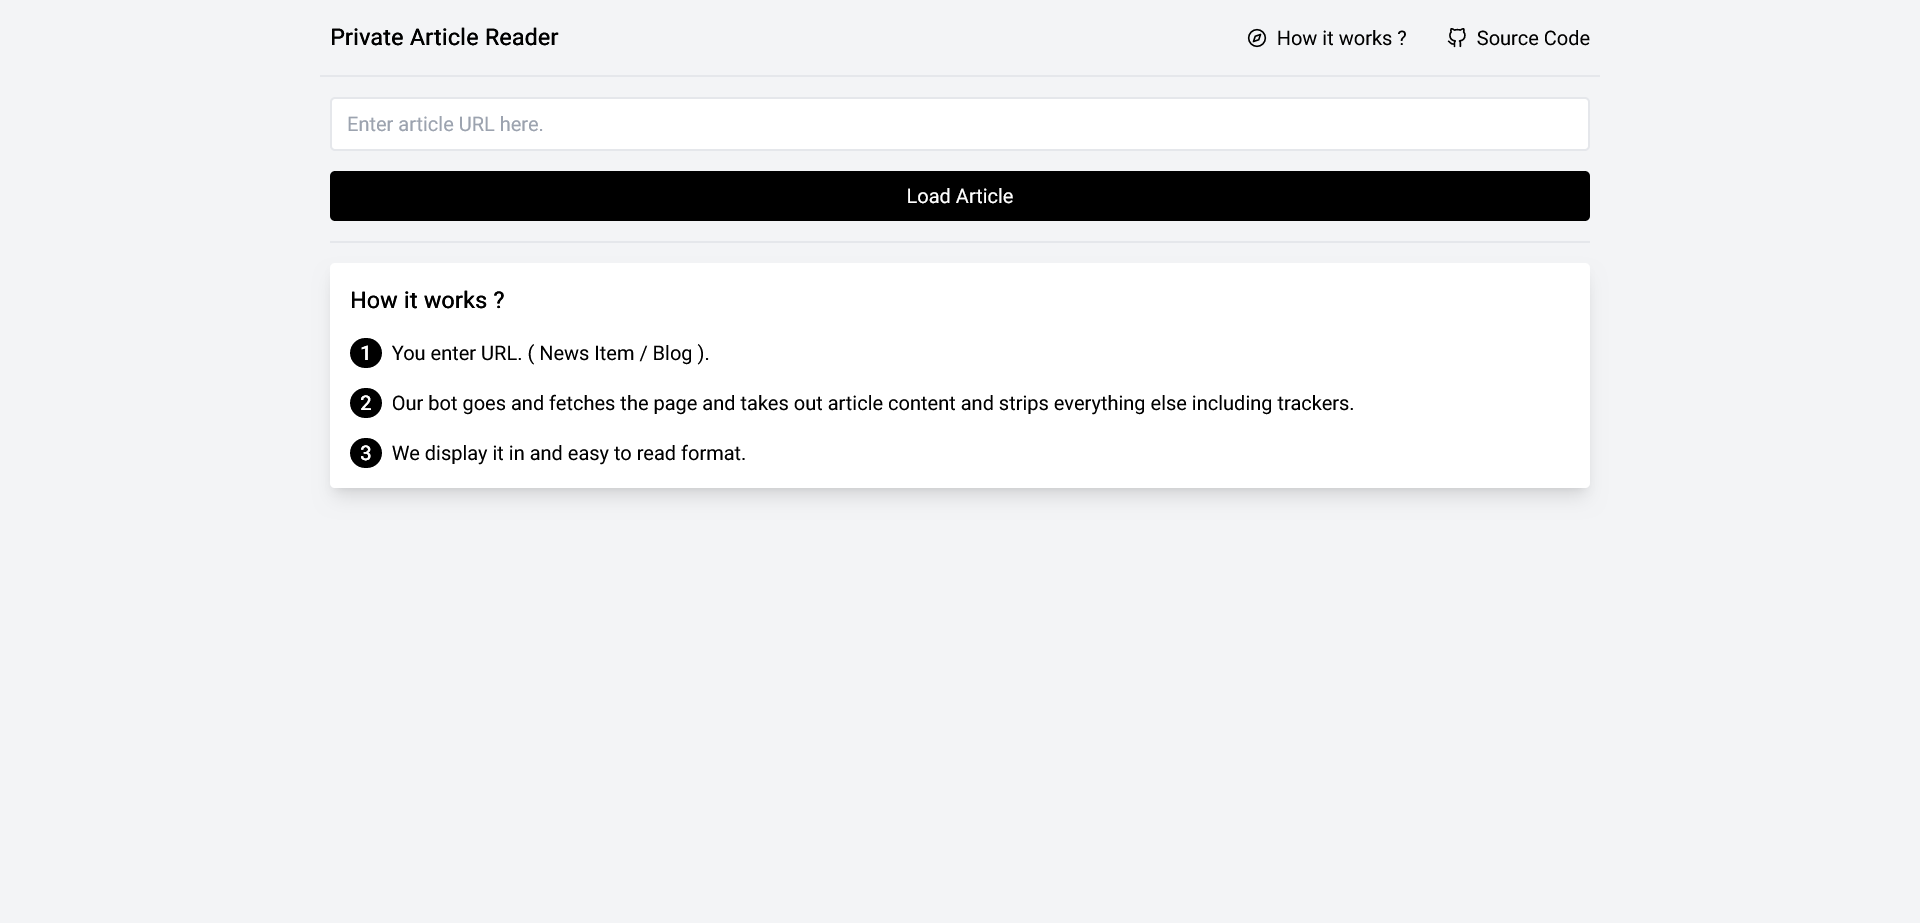 Private Article Reader
How it works ?
Source Code
Enter article URL here.
Load Article
How it works ?
1 You enter URL. ( News Item / Blog ).
2 Our bot goes and fetches the page and takes out article content and strips everything else including trackers.
3 We display it in and easy to read format.